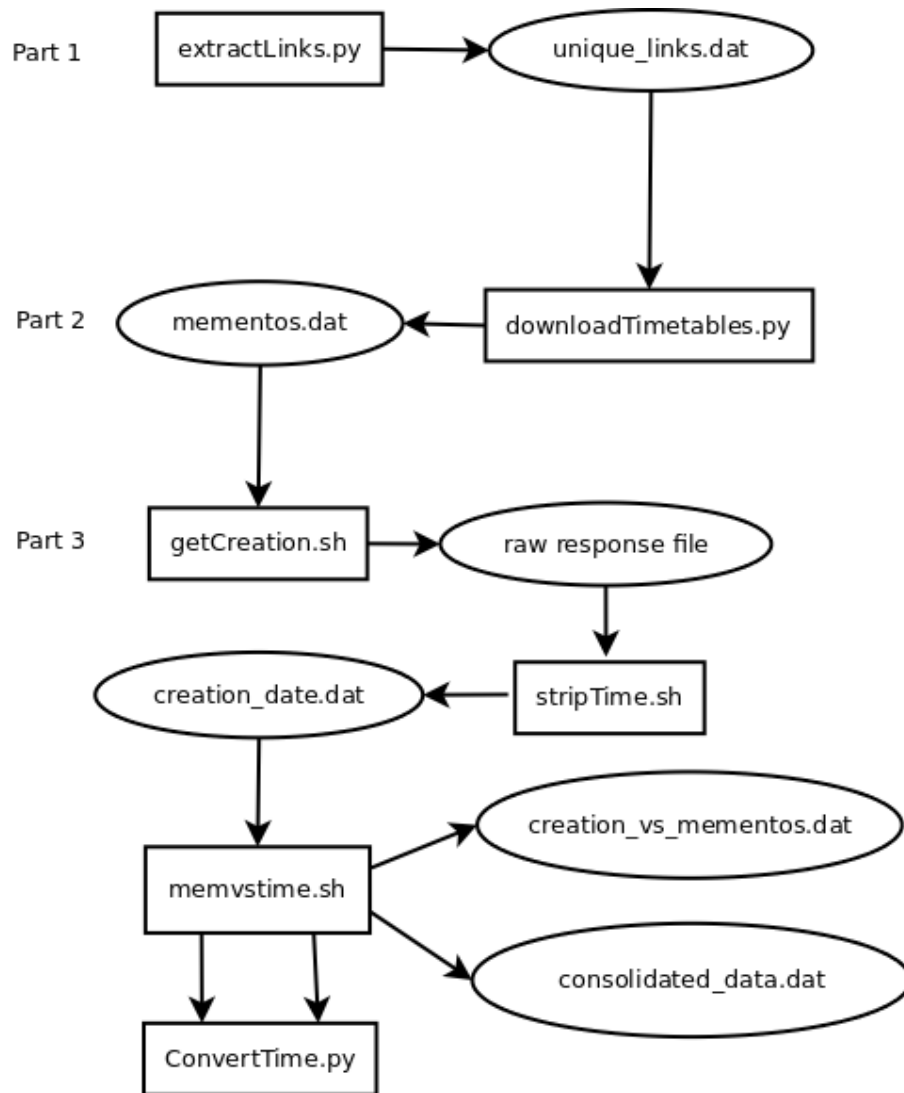 Part 1
extractLinks.py
unique_links.dat
Part 2
mementos.dat
downloadTimetables.py
Part 3
getCreation.sh
raw response file
creation_date.dat
stripTime.sh
creation_vs_mementos.dat
memvstime.sh
consolidated_data.dat
ConvertTime.py